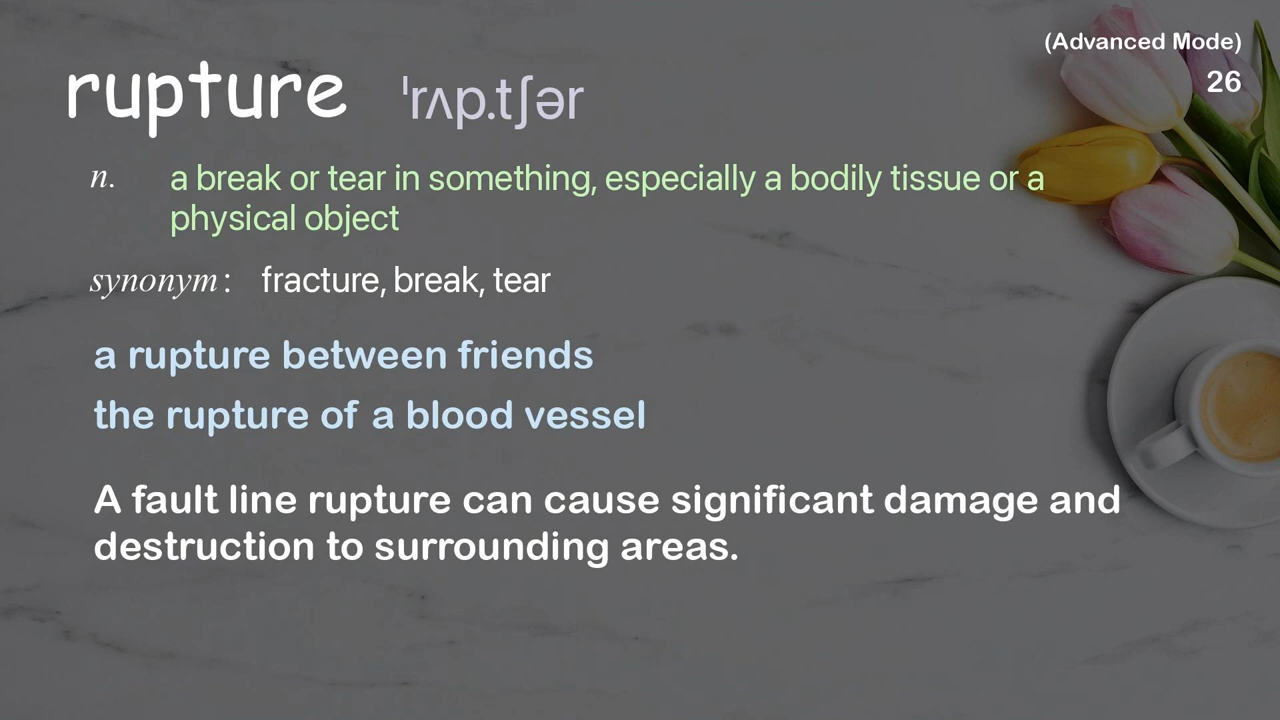 (Advanced Mode)
26
rupture ˈrʌp.tʃər
n. a break or tear in something, especially a bodily tissue or a
physical object
synonym: fracture, break, tear
a rupture between friends
the rupture of a blood vessel
A fault line rupture can cause significant damage and
destruction to surrounding areas.